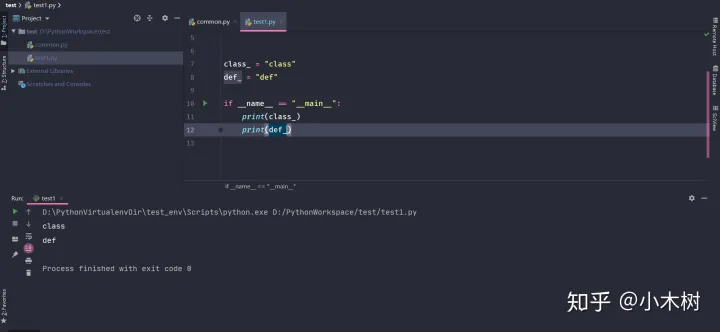 test › test1.py ›
Project
test D:\PythonWorkspace\test
common.py
test1.py
External Libraries
Scratches and Consoles
1: Project
7: Structure
2: Favorites
common.py
test1.py
5
6
7 class_ = "class"
8 def_ = "def"
9
10 if __name__ == "__main__":
11 print(class_)
12 print(def_)
13
if __name__ == "__main__"
Remote Host
Database
SciView
Run: test1
D:\PythonVirtualenvDir\test_env\Scripts\python.exe D:/PythonWorkspace/test/test1.py
class
def
Process finished with exit code 0
知乎 @小木树